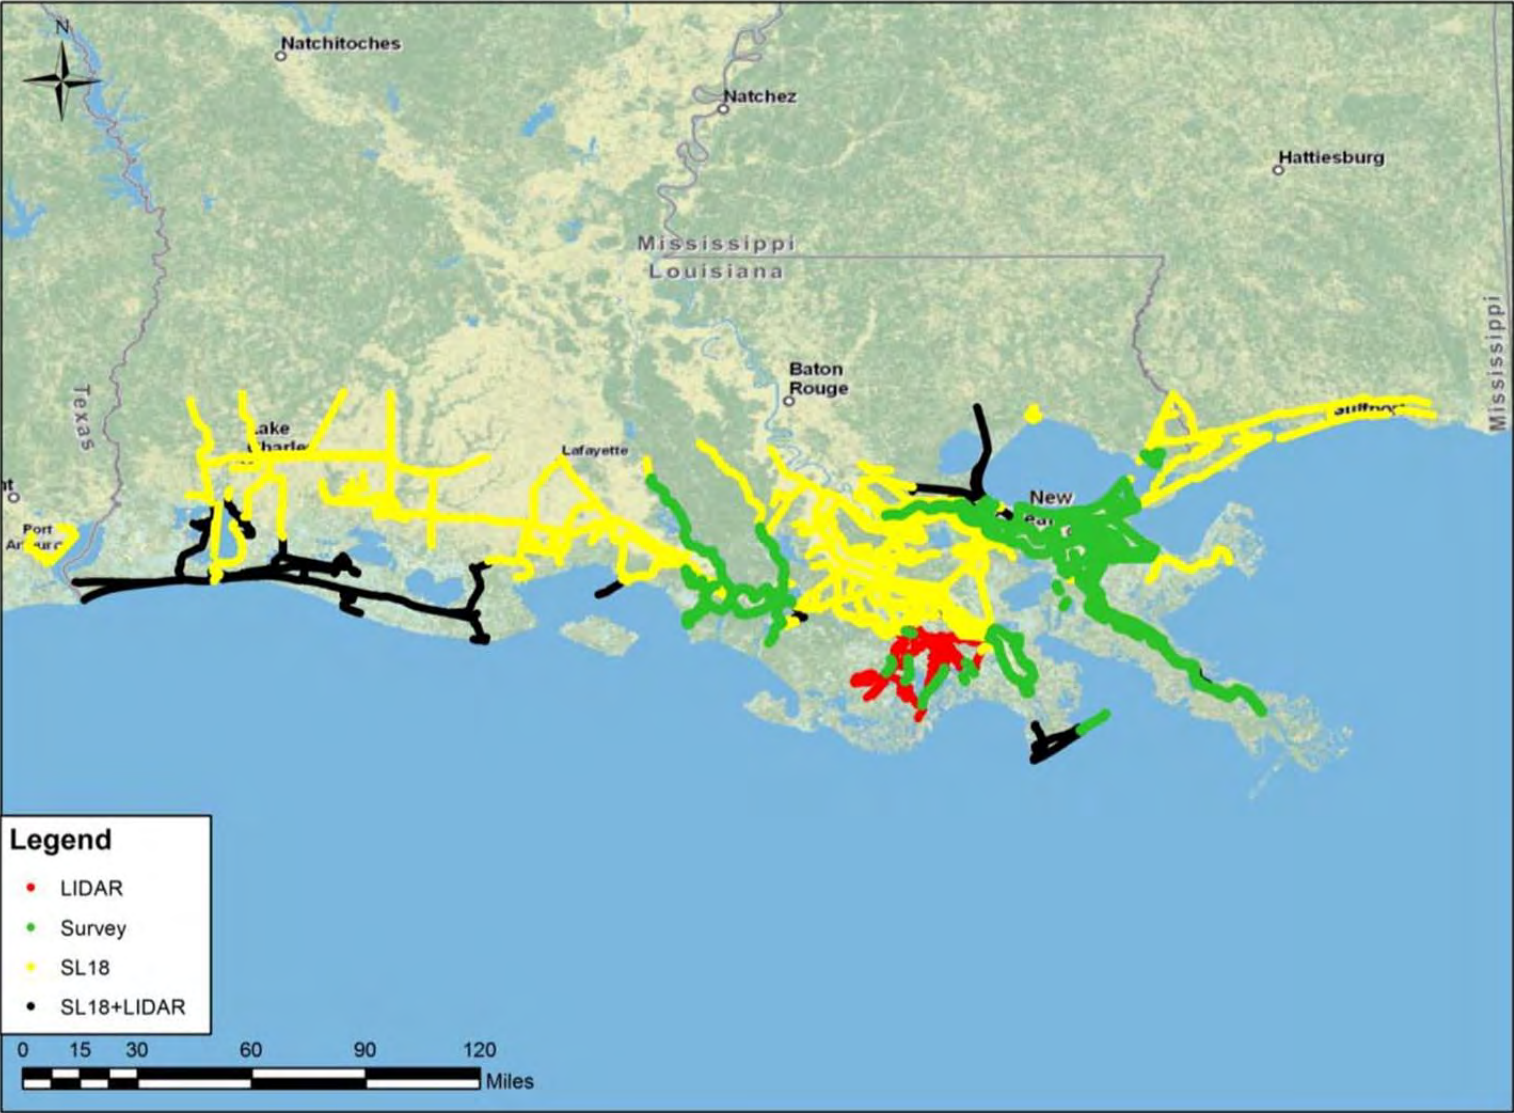 N
Natchitoches
Natchez
Hattiesburg
Mississippi
Louisiana
Mississippi
Texas
Baton
Rouge
Lake
Lafayette
New
Port
nt
Legend
LIDAR
Survey
SL18
SL18+LIDAR
0 15 30 60 90 120
Miles